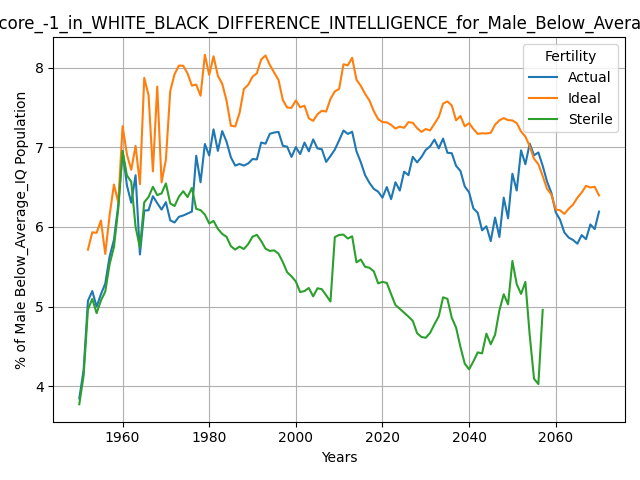 core_-1_in_WHITE_BLACK_DIFFERENCE_INTELLIGENCE_for_Male_Below_Avera
Fertility
Actual
Ideal
Sterile
% of Male Below_Average_IQ Population
8
7
6
5
4
1960 1980 2000 2020 2040 2060
Years